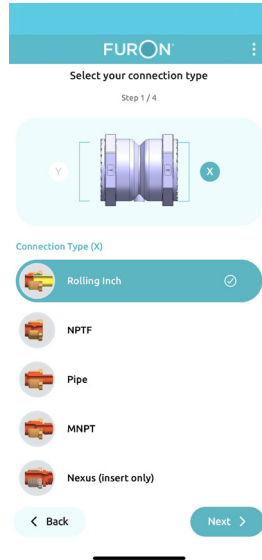 FURON
Select your connection type
Step 1 / 4
Y
X
Connection Type (X)
Rolling Inch
NPTF
Pipe
MNPT
Nexus (insert only)
Back
Next